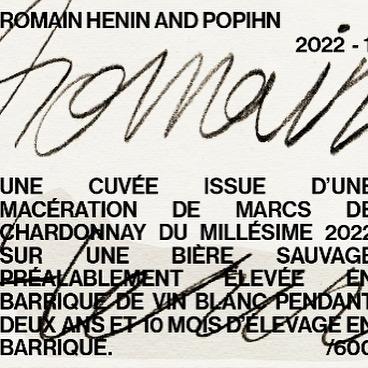 ROMAIN HENIN AND POPIHN
2022 - 1
romain
UNE CUVÉE ISSUE D'UNE
MACÉRATION DE MARCS DE
CHARDONNAY DU MILLÉSIME 2022
SUR UNE BIÈRE SAUVAGE
PRÉALABLEMENT ÉLEVÉE EN
BARRIQUE DE VIN BLANC PENDANT
DEUX ANS ET 10 MOIS D'ÉLEVAGE EN
BARRIQUE. /600